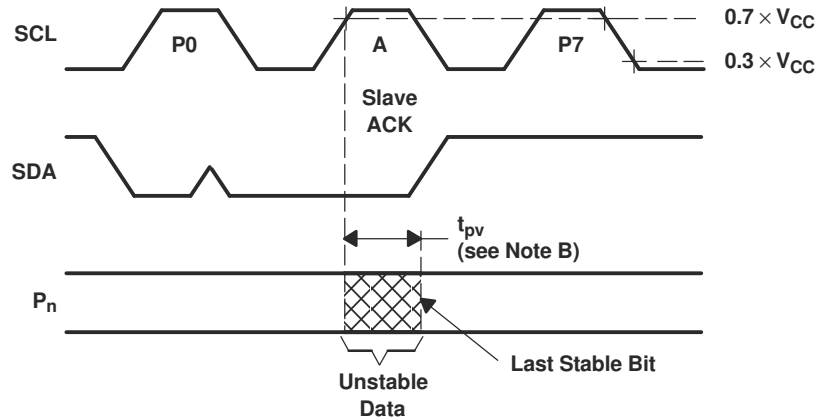 SCL
P0
A
P7
0.7 × VCC
0.3 × VCC
Slave
ACK
SDA
tpv
(see Note B)
Pn
Last Stable Bit
Unstable
Data